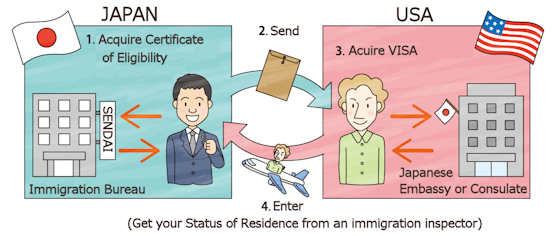 JAPAN
USA
1. Acquire Certificate
of Eligibility
2. Send
3. Acuire VISA
SENDAI
Immigration Bureau
Japanese
Embassy or Consulate
4. Enter
(Get your Status of Residence from an immigration inspector)